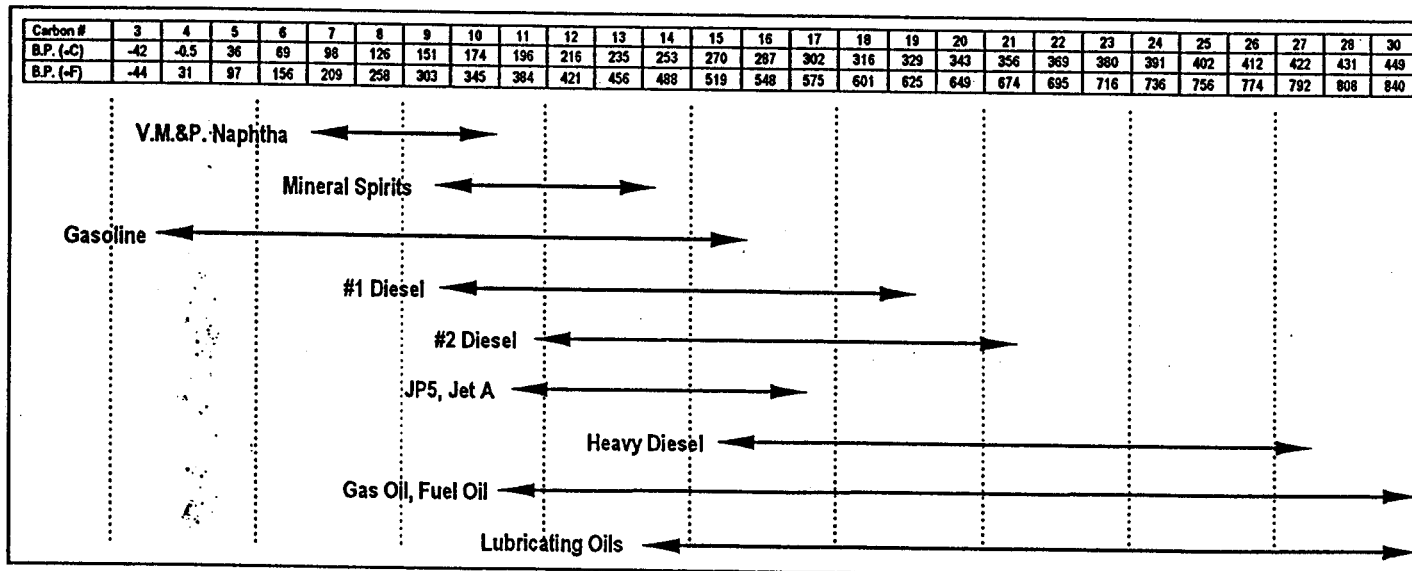 Carbon # 3 4 5 6 7 8 9 10 11 12 13 14 15 16 17 18 19 20 21 22 23 24 25 26 27 28 30
B.P. (°C) -42 -0.5 36 69 98 126 151 174 196 216 235 253 270 287 302 316 329 343 356 369 380 391 402 412 422 431 449
B.P. (°F) -44 31 97 156 209 258 303 345 384 421 456 488 519 548 575 601 625 649 674 695 716 736 756 774 792 808 840
V.M.&P. Naphtha
Mineral Spirits
Gasoline
#1 Diesel
#2 Diesel
JP5, Jet A
Heavy Diesel
Gas Oil, Fuel Oil
Lubricating Oils